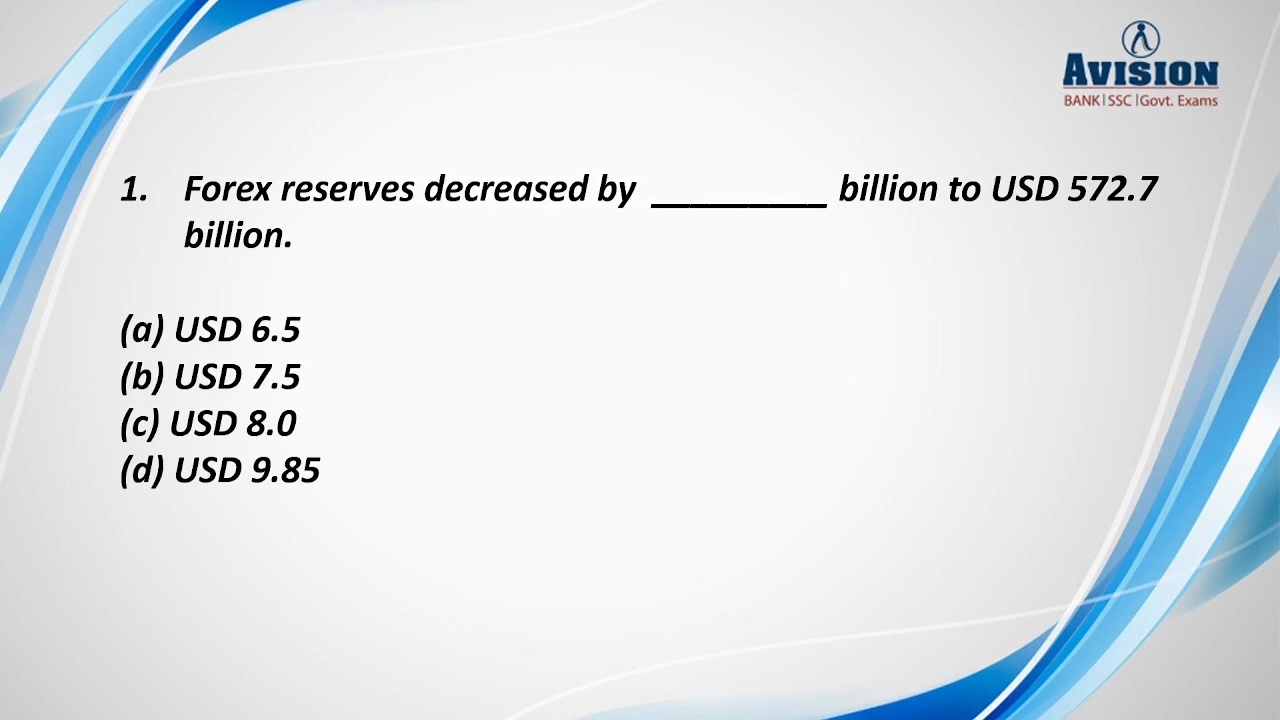 AVISION
BANK|SSC|Govt. Exams
1. Forex reserves decreased by __________ billion to USD 572.7
billion.
(a) USD 6.5
(b) USD 7.5
(c) USD 8.0
(d) USD 9.85